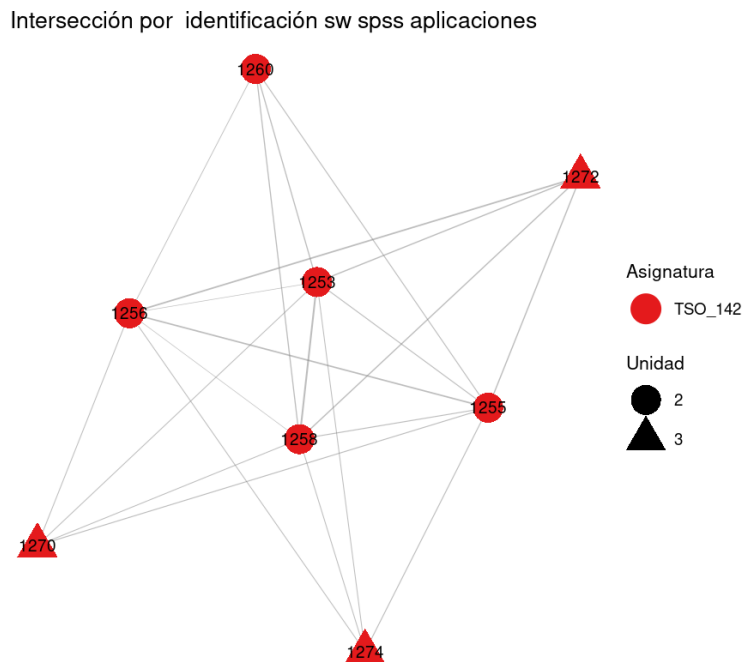 Intersección por  identificación sw spss aplicaciones
1260
1272
1253
1256
1255
1258
1270
1274
Asignatura
TSO_142
Unidad
2
3